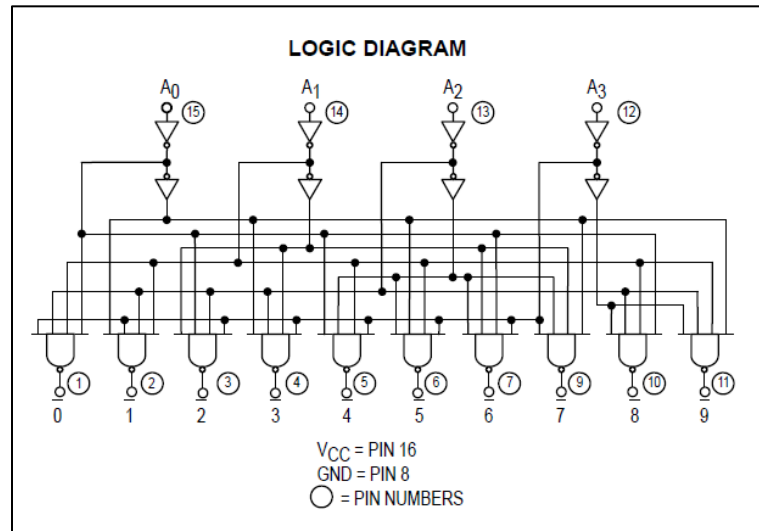 LOGIC DIAGRAM
A0 A1 A2 A3
15 14 13 12
1 2 3 4 5 6 7 9 10 11
0 1 2 3 4 5 6 7 8 9
VCC = PIN 16
GND = PIN 8
= PIN NUMBERS